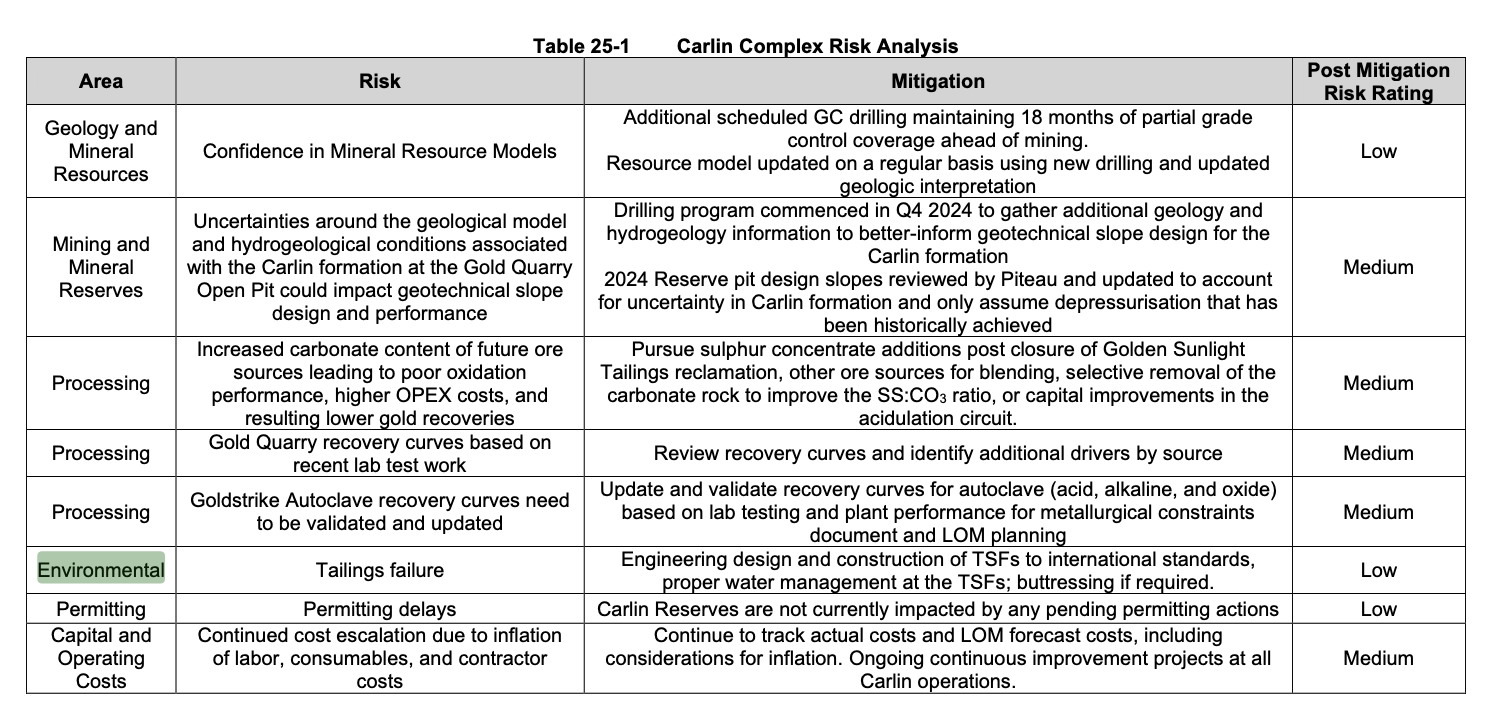 Table 25-1 Carlin Complex Risk Analysis
Area Risk Mitigation Post Mitigation Risk Rating
Geology and
Mineral
Resources
Confidence in Mineral Resource Models
Additional scheduled GC drilling maintaining 18 months of partial grade
control coverage ahead of mining.
Resource model updated on a regular basis using new drilling and updated
geologic interpretation
Low
Mining and
Mineral
Reserves
Uncertainties around the geological model
and hydrogeological conditions associated
with the Carlin formation at the Gold Quarry
Open Pit could impact geotechnical slope
design and performance
Drilling program commenced in Q4 2024 to gather additional geology and
hydrogeology information to better-inform geotechnical slope design for the
Carlin formation
2024 Reserve pit design slopes reviewed by Piteau and updated to account
for uncertainty in Carlin formation and only assume depressurisation that has
been historically achieved
Medium
Processing
Increased carbonate content of future ore
sources leading to poor oxidation
performance, higher OPEX costs, and
resulting lower gold recoveries
Pursue sulphur concentrate additions post closure of Golden Sunlight
Tailings reclamation, other ore sources for blending, selective removal of the
carbonate rock to improve the SS:CO₃ ratio, or capital improvements in the
acidulation circuit.
Medium
Processing
Gold Quarry recovery curves based on
recent lab test work
Review recovery curves and identify additional drivers by source
Medium
Processing
Goldstrike Autoclave recovery curves need
to be validated and updated
Update and validate recovery curves for autoclave (acid, alkaline, and oxide)
based on lab testing and plant performance for metallurgical constraints
document and LOM planning
Medium
Environmental
Tailings failure
Engineering design and construction of TSFs to international standards,
proper water management at the TSFs; buttressing if required.
Low
Permitting
Permitting delays
Carlin Reserves are not currently impacted by any pending permitting actions
Low
Capital and
Operating
Costs
Continued cost escalation due to inflation
of labor, consumables, and contractor
costs
Continue to track actual costs and LOM forecast costs, including
considerations for inflation. Ongoing continuous improvement projects at all
Carlin operations.
Medium